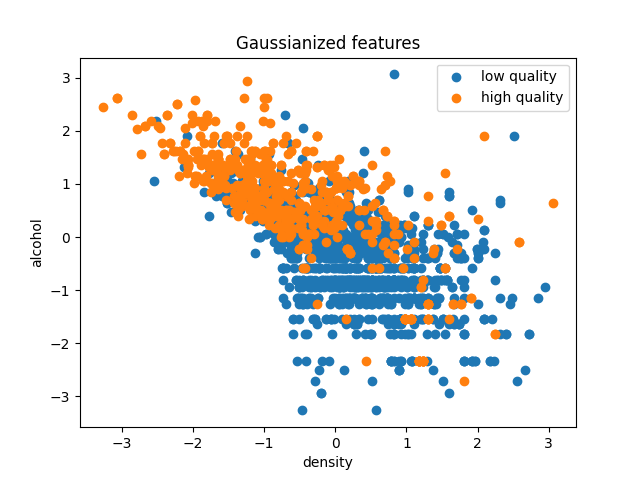 Gaussianized features
low quality
high quality
3
2
1
0
−1
−2
−3
alcohol
−3
−2
−1
0
1
2
3
density